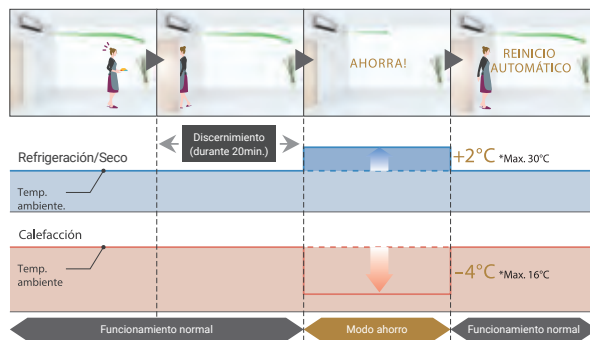 AHORRA!
REINICIO
AUTOMÁTICO
Discernimiento
(durante 20min.)
Refrigeración/Seco
+2°C *Max. 30°C
Temp.
ambiente.
Calefacción
Temp.
ambiente
–4°C *Max. 16°C
Funcionamiento normal
Modo ahorro
Funcionamiento normal